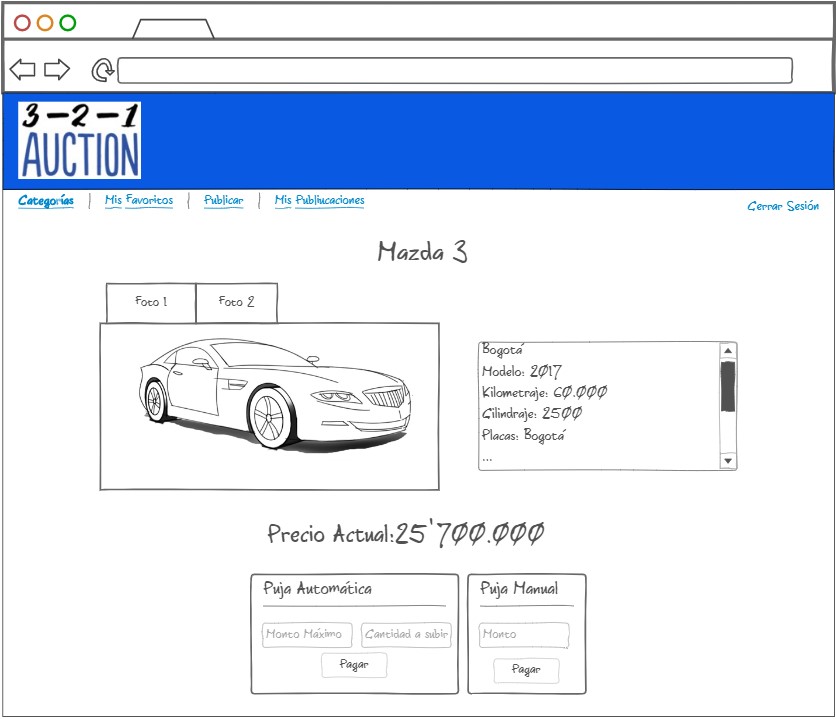 3-2-1
AUCTION
Categorías | Mis Favoritos | Publicar | Mis Publiucaciones
Cerrar Sesión
Mazda 3
Foto 1
Foto 2
Bogotá
Modelo: 2017
Kilometraje: 60.000
Cilindraje: 2500
Placas: Bogotá
...
Precio Actual:25'700.000
Puja Automática
Monto Máximo
Cantidad a subir
Pagar
Puja Manual
Monto
Pagar